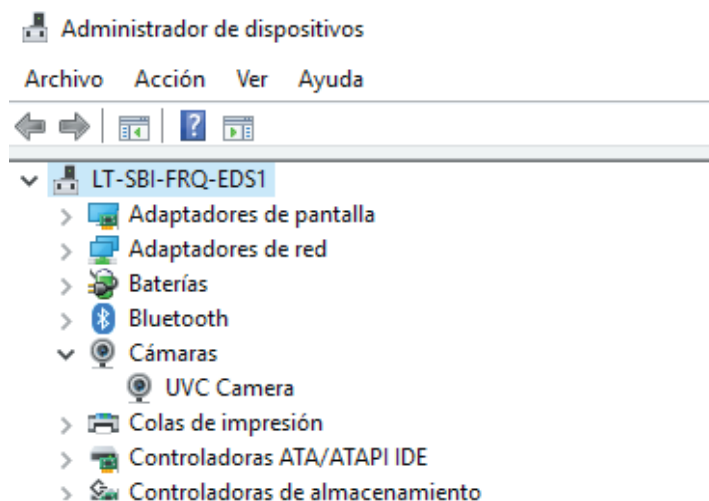 Administrador de dispositivos
Archivo Acción Ver Ayuda
LT-SBI-FRQ-EDS1
Adaptadores de pantalla
Adaptadores de red
Baterías
Bluetooth
Cámaras
UVC Camera
Colas de impresión
Controladoras ATA/ATAPI IDE
Controladoras de almacenamiento